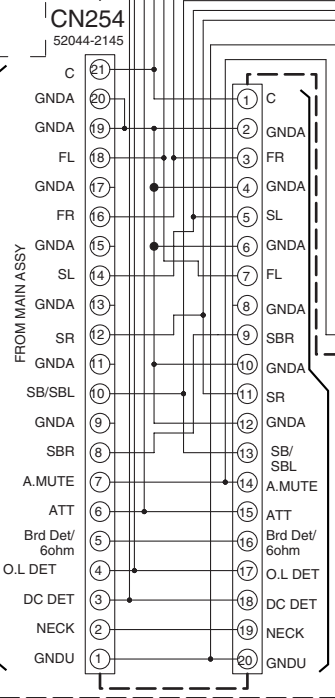 CN254
52044-2145
C 21
GNDA 20
GNDA 19
FL 18
GNDA 17
FR 16
GNDA 15
SL 14
GNDA 13
SR 12
GNDA 11
SB/SBL 10
GNDA 9
SBR 8
A.MUTE 7
ATT 6
Brd Det/
6ohm 5
O.L DET 4
DC DET 3
NECK 2
GNDU 1
FROM MAIN ASSY
1 C
2 GNDA
3 FR
4 GNDA
5 SL
6 GNDA
7 FL
8 GNDA
9 SBR
10 GNDA
11 SR
12 GNDA
13 SB/
SBL
14 A.MUTE
15 ATT
16 Brd Det/
6ohm
17 O.L DET
18 DC DET
19 NECK
20 GNDU